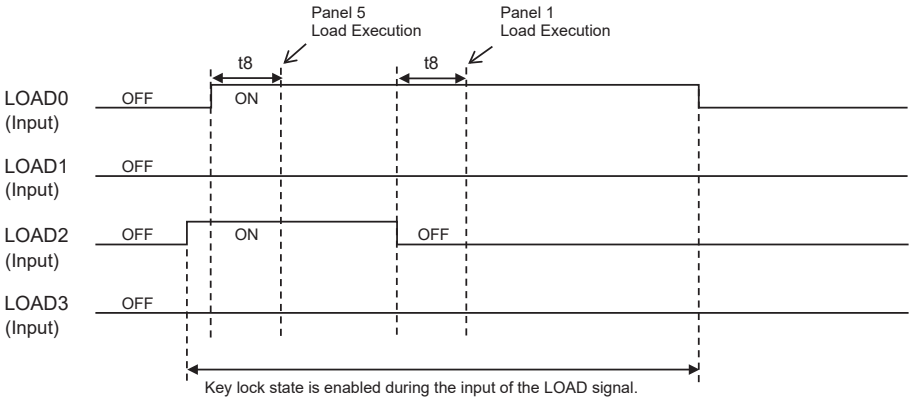 Panel 5
Load Execution
Panel 1
Load Execution
t8
t8
LOAD0
(Input)
OFF
ON
LOAD1
(Input)
OFF
LOAD2
(Input)
OFF
ON
OFF
LOAD3
(Input)
OFF
Key lock state is enabled during the input of the LOAD signal.